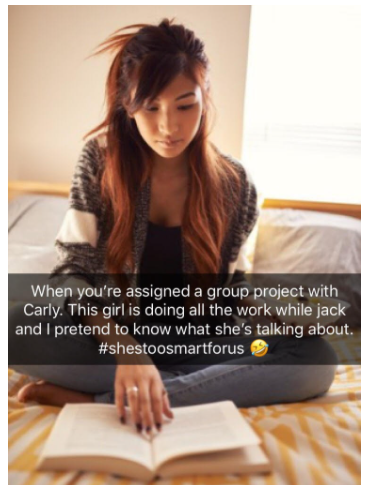 When you're assigned a group project with
Carly. This girl is doing all the work while jack
and I pretend to know what she's talking about.
#shestoosmartforus 🤣